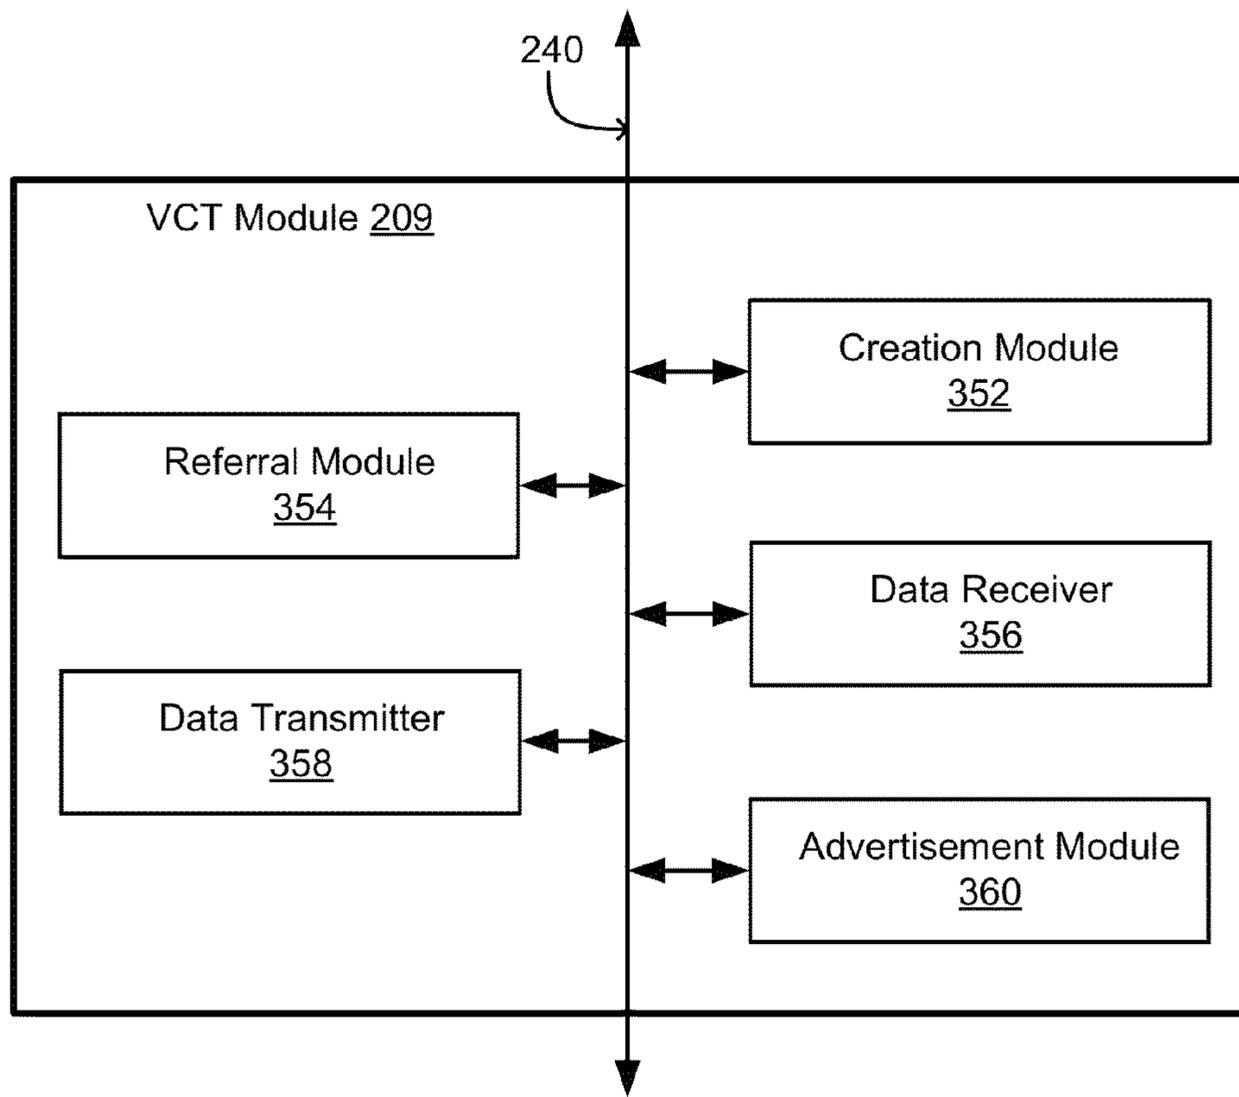 240
VCT Module 209
Creation Module
352
Referral Module
354
Data Receiver
356
Data Transmitter
358
Advertisement Module
360